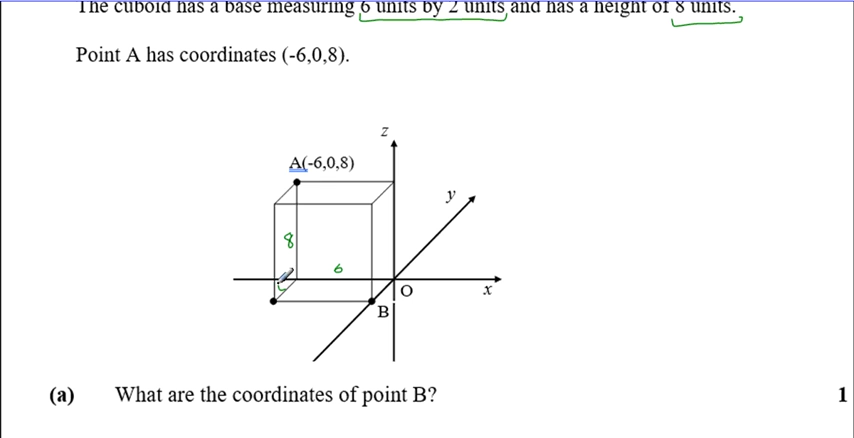 The cuboid has a base measuring 6 units by 2 units and has a height of 8 units.
Point A has coordinates (-6,0,8).
z
A(-6,0,8)
y
8
6
O
x
B
(a) What are the coordinates of point B? 1